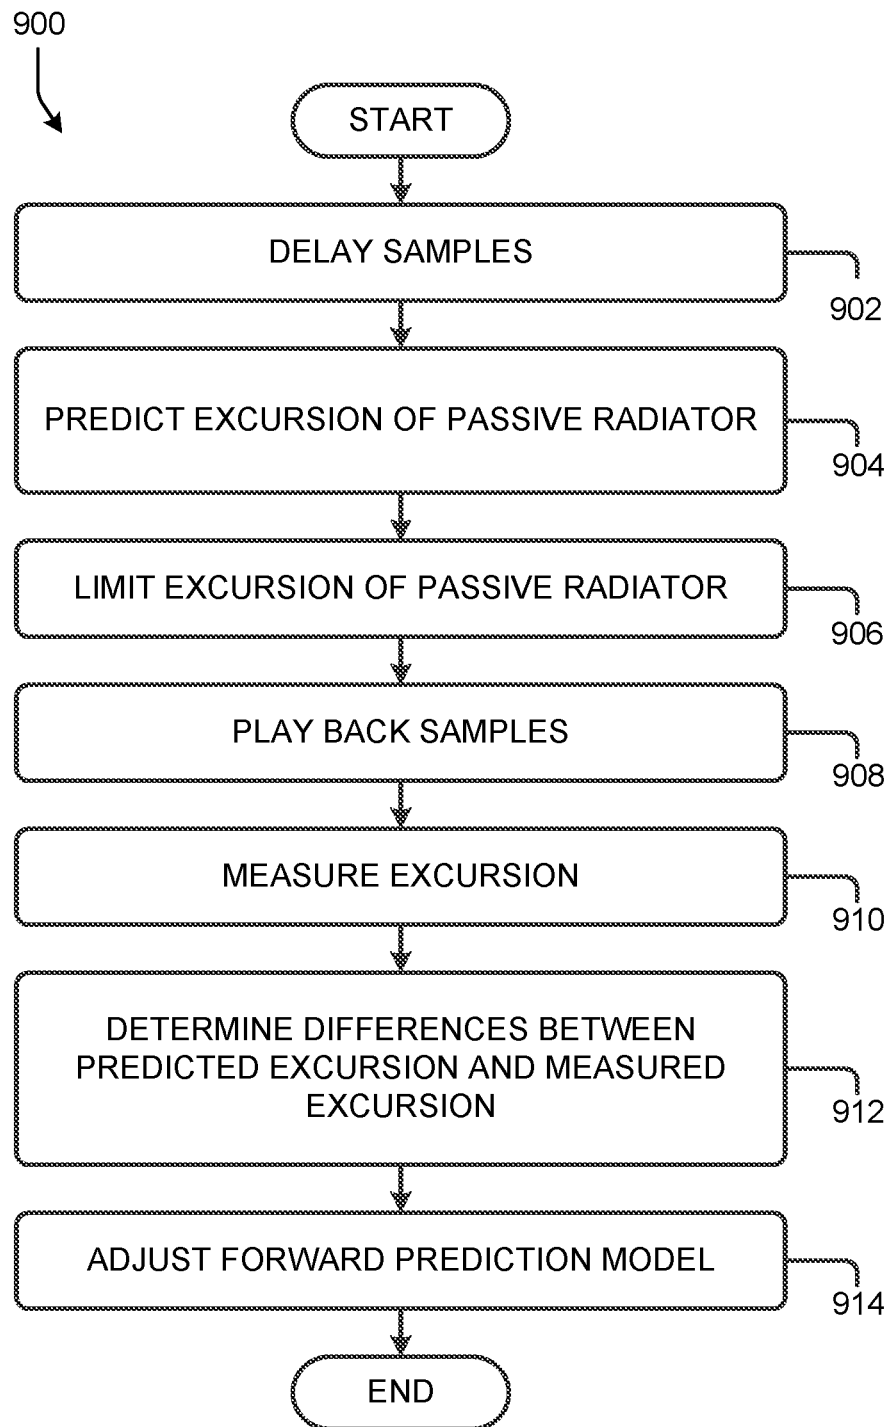 900
START
DELAY SAMPLES
902
PREDICT EXCURSION OF PASSIVE RADIATOR
904
LIMIT EXCURSION OF PASSIVE RADIATOR
906
PLAY BACK SAMPLES
908
MEASURE EXCURSION
910
DETERMINE DIFFERENCES BETWEEN
PREDICTED EXCURSION AND MEASURED
EXCURSION
912
ADJUST FORWARD PREDICTION MODEL
914
END